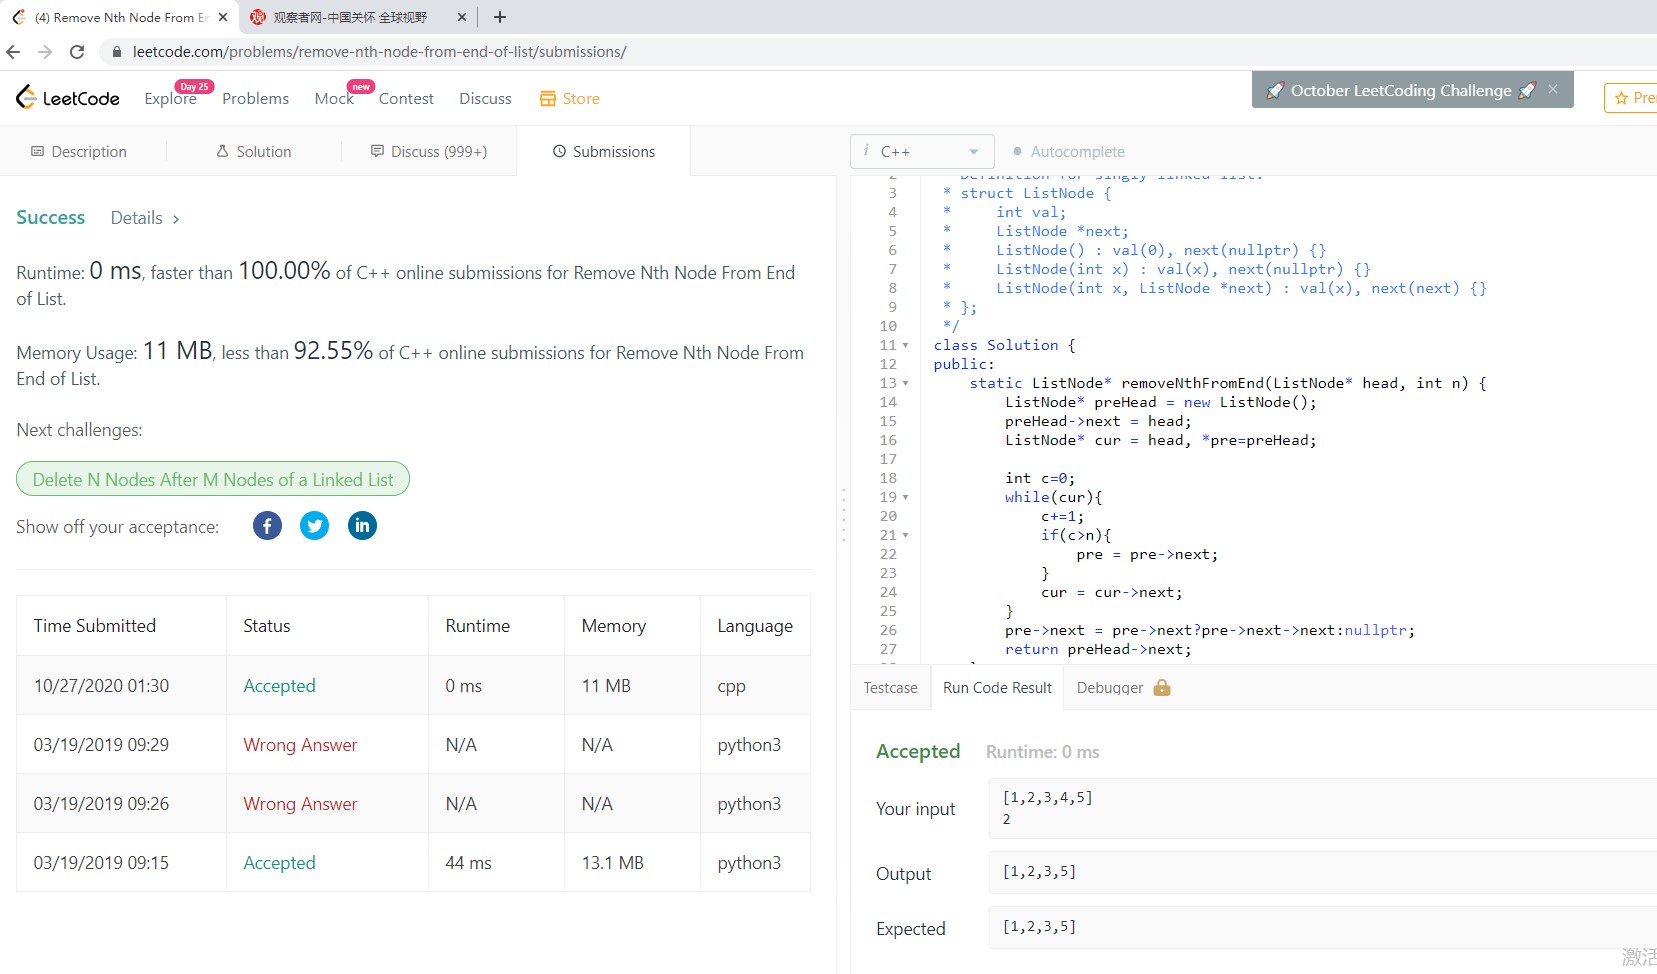 (4) Remove Nth Node From En
观察者网-中国关怀 全球视野
leetcode.com/problems/remove-nth-node-from-end-of-list/submissions/
LeetCode
Explore
Day 25
Problems
Mock
new
Contest
Discuss
Store
October LeetCoding Challenge
Pre
Description
Solution
Discuss (999+)
Submissions
i C++
Autocomplete
Success
Details
Runtime: 0 ms, faster than 100.00% of C++ online submissions for Remove Nth Node From End
of List.
Memory Usage: 11 MB, less than 92.55% of C++ online submissions for Remove Nth Node From
End of List.
Next challenges:
Delete N Nodes After M Nodes of a Linked List
Show off your acceptance:
Time Submitted Status Runtime Memory Language
10/27/2020 01:30 Accepted 0 ms 11 MB cpp
03/19/2019 09:29 Wrong Answer N/A N/A python3
03/19/2019 09:26 Wrong Answer N/A N/A python3
03/19/2019 09:15 Accepted 44 ms 13.1 MB python3
2 Definition for singly-linked list.
3 * struct ListNode {
4 *     int val;
5 *     ListNode *next;
6 *     ListNode() : val(0), next(nullptr) {}
7 *     ListNode(int x) : val(x), next(nullptr) {}
8 *     ListNode(int x, ListNode *next) : val(x), next(next) {}
9 * };
10 */
11 class Solution {
12 public:
13     static ListNode* removeNthFromEnd(ListNode* head, int n) {
14         ListNode* preHead = new ListNode();
15         preHead->next = head;
16         ListNode* cur = head, *pre=preHead;
17
18         int c=0;
19         while(cur){
20             c+=1;
21             if(c>n){
22                 pre = pre->next;
23             }
24             cur = cur->next;
25         }
26         pre->next = pre->next?pre->next->next:nullptr;
27         return preHead->next;
Testcase
Run Code Result
Debugger
Accepted
Runtime: 0 ms
Your input
[1,2,3,4,5]
2
Output
[1,2,3,5]
Expected
[1,2,3,5]
激活